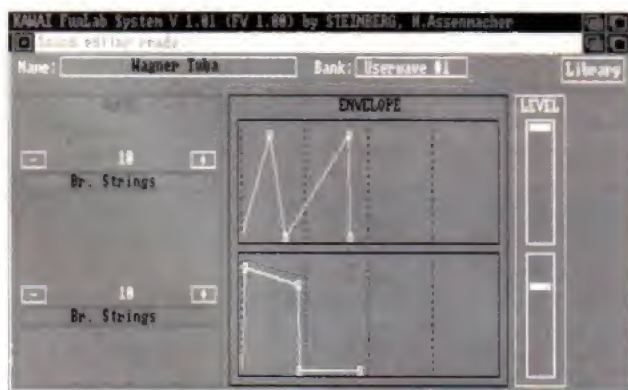 KAWAI FunLab System V 1.01 (FV 1.00) by STEINBERG, H.Assenmacher
Sound editing ready
Name: Wagner Tuba Bank: Userwave #1 Library
ENVELOPE LEVEL
- 10 +
Br. Strings
- 10 +
Br. Strings